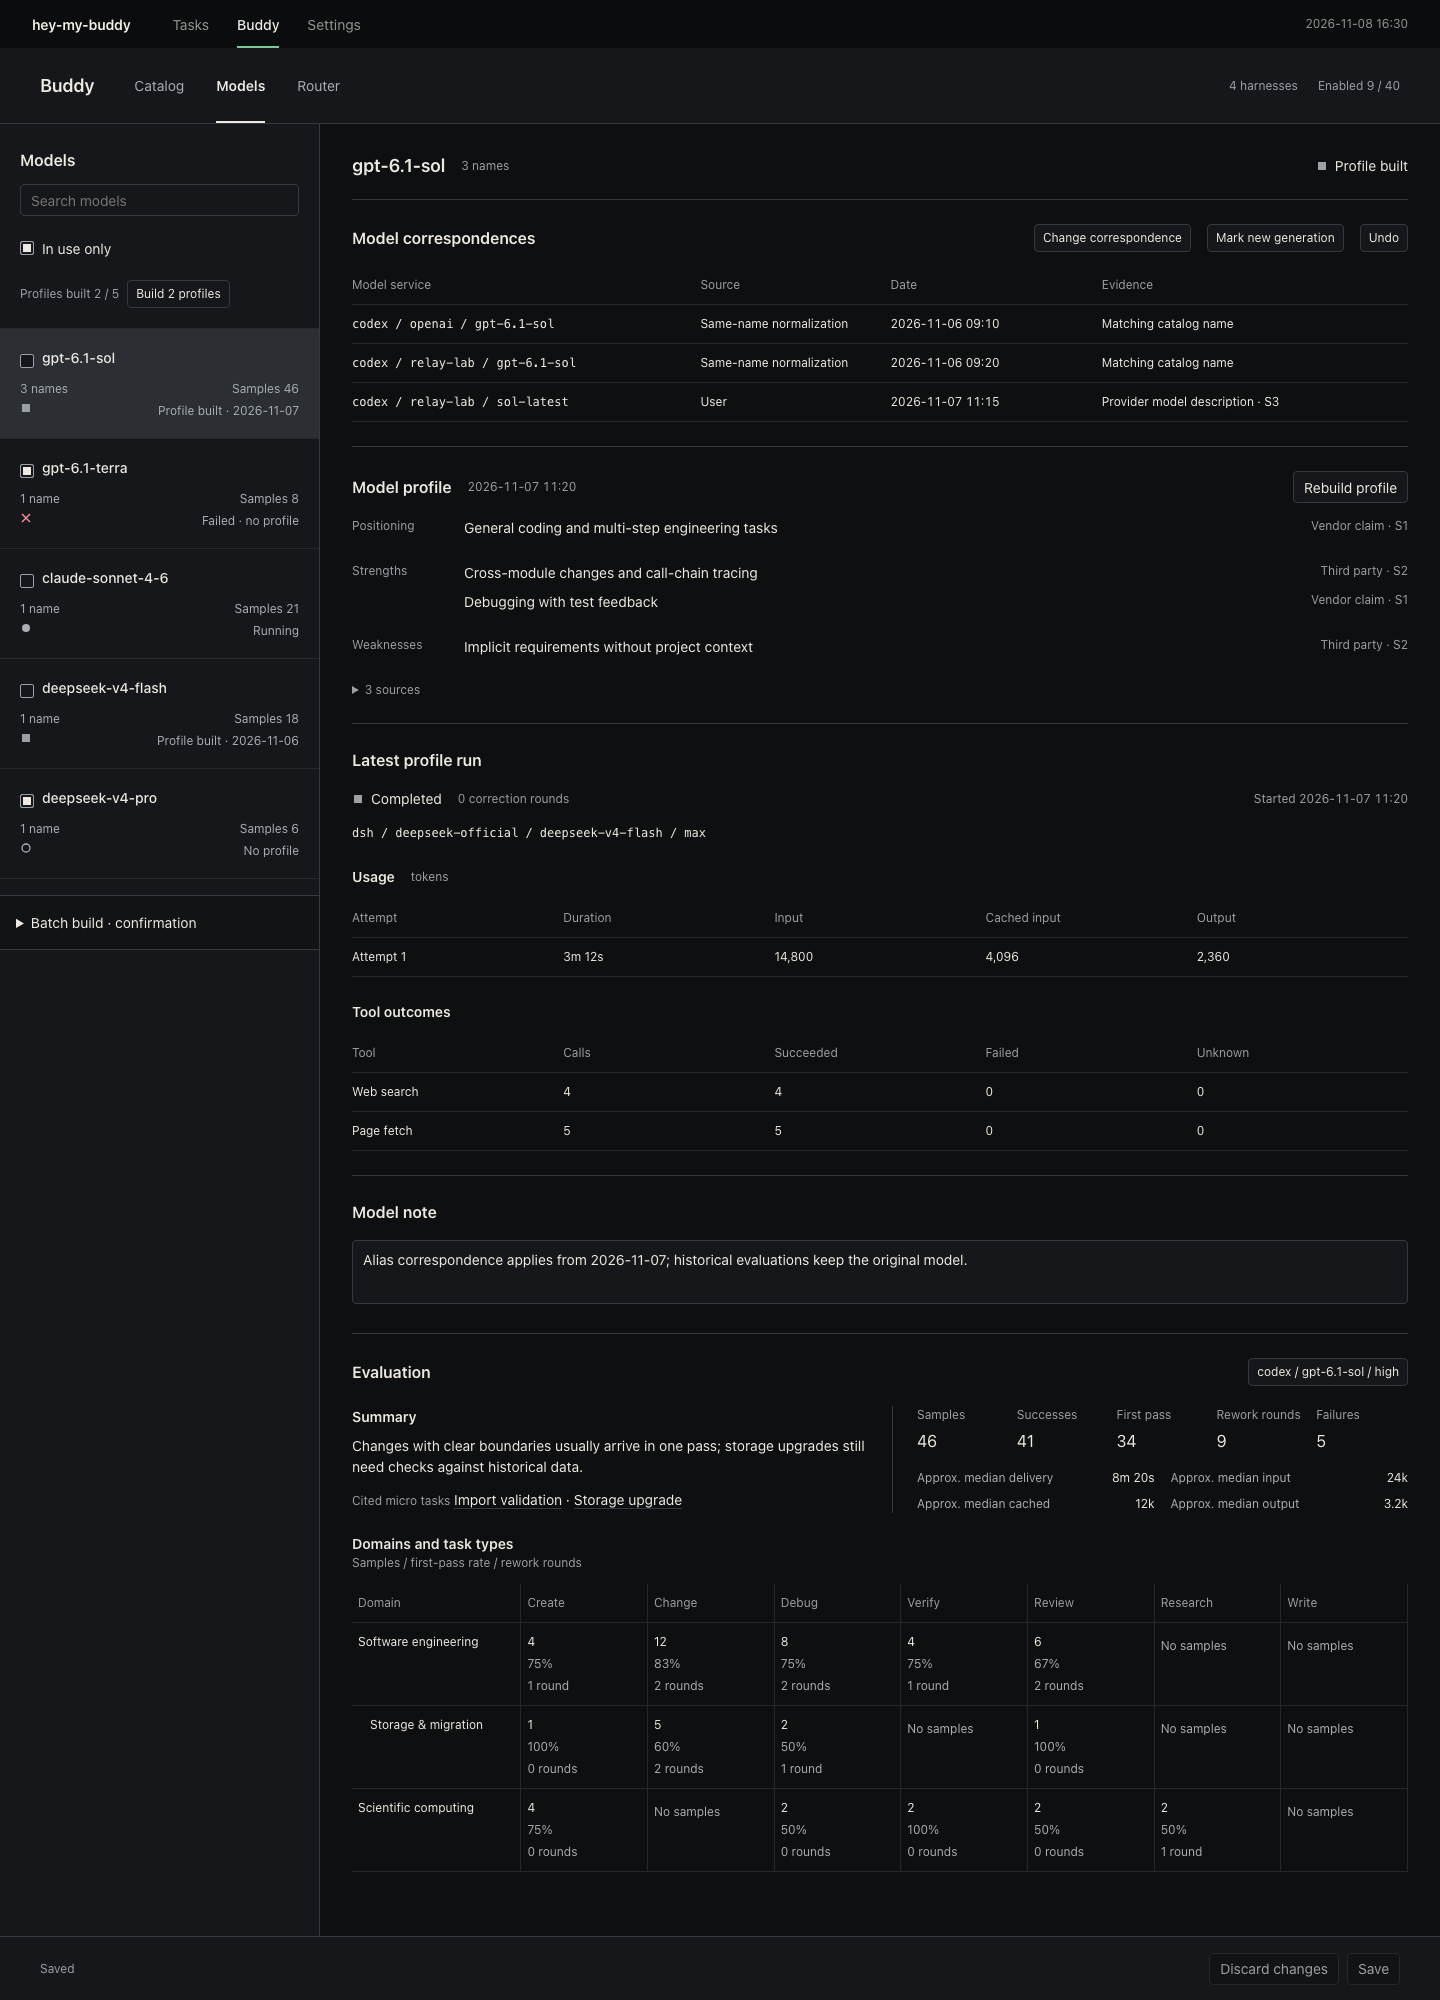 hey-my-buddy Tasks Buddy Settings 2026-11-08 16:30
Buddy Catalog Models Router 4 harnesses Enabled 9 / 40
Models
Search models
In use only
Profiles built 2 / 5 Build 2 profiles
gpt-6.1-sol
3 names Samples 46
Profile built · 2026-11-07
gpt-6.1-terra
1 name Samples 8
Failed · no profile
claude-sonnet-4-6
1 name Samples 21
Running
deepseek-v4-flash
1 name Samples 18
Profile built · 2026-11-06
deepseek-v4-pro
1 name Samples 6
No profile
Batch build · confirmation
gpt-6.1-sol 3 names Profile built
Model correspondences Change correspondence Mark new generation Undo
Model service Source Date Evidence
codex / openai / gpt-6.1-sol Same-name normalization 2026-11-06 09:10 Matching catalog name
codex / relay-lab / gpt-6.1-sol Same-name normalization 2026-11-06 09:20 Matching catalog name
codex / relay-lab / sol-latest User 2026-11-07 11:15 Provider model description · S3
Model profile 2026-11-07 11:20 Rebuild profile
Positioning General coding and multi-step engineering tasks Vendor claim · S1
Strengths Cross-module changes and call-chain tracing Third party · S2
Debugging with test feedback Vendor claim · S1
Weaknesses Implicit requirements without project context Third party · S2
3 sources
Latest profile run
Completed 0 correction rounds Started 2026-11-07 11:20
dsh / deepseek-official / deepseek-v4-flash / max
Usage tokens
Attempt Duration Input Cached input Output
Attempt 1 3m 12s 14,800 4,096 2,360
Tool outcomes
Tool Calls Succeeded Failed Unknown
Web search 4 4 0 0
Page fetch 5 5 0 0
Model note
Alias correspondence applies from 2026-11-07; historical evaluations keep the original model.
Evaluation codex / gpt-6.1-sol / high
Summary
Changes with clear boundaries usually arrive in one pass; storage upgrades still
need checks against historical data.
Cited micro tasks Import validation · Storage upgrade
Samples Successes First pass Rework rounds Failures
46 41 34 9 5
Approx. median delivery 8m 20s Approx. median input 24k
Approx. median cached 12k Approx. median output 3.2k
Domains and task types
Samples / first-pass rate / rework rounds
Domain Create Change Debug Verify Review Research Write
Software engineering 4 12 8 4 6 No samples No samples
75% 83% 75% 75% 67%
1 round 2 rounds 2 rounds 1 round 2 rounds
Storage & migration 1 5 2 No samples 1 No samples No samples
100% 60% 50% 100%
0 rounds 2 rounds 1 round 0 rounds
Scientific computing 4 No samples 2 2 2 2 No samples
75% 50% 100% 50% 50%
0 rounds 0 rounds 0 rounds 0 rounds 1 round
Saved Discard changes Save